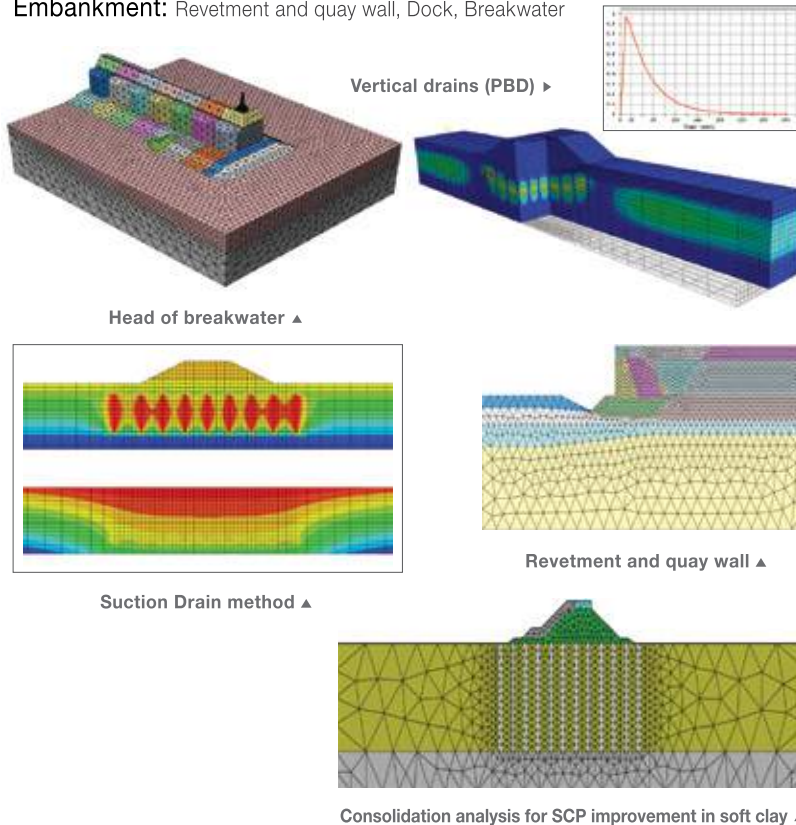 Embankment: Revetment and quay wall, Dock, Breakwater
Vertical drains (PBD) ▶
Head of breakwater ▲
Revetment and quay wall ▲
Suction Drain method ▲
Consolidation analysis for SCP improvement in soft clay